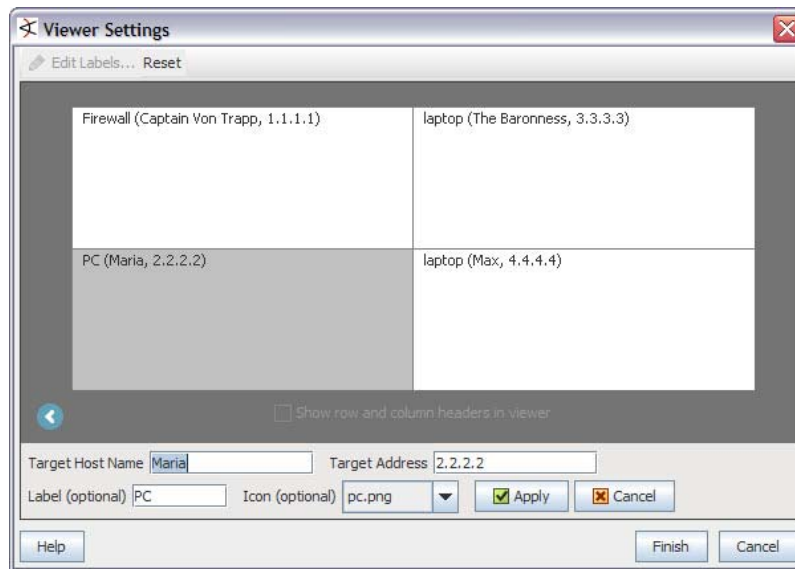 Viewer Settings
Edit Labels... Reset
Firewall (Captain Von Trapp, 1.1.1.1)
laptop (The Baronness, 3.3.3.3)
PC (Maria, 2.2.2.2)
laptop (Max, 4.4.4.4)
Show row and column headers in viewer
Target Host Name Maria Target Address 2.2.2.2
Label (optional) PC Icon (optional) pc.png Apply Cancel
Help Finish Cancel